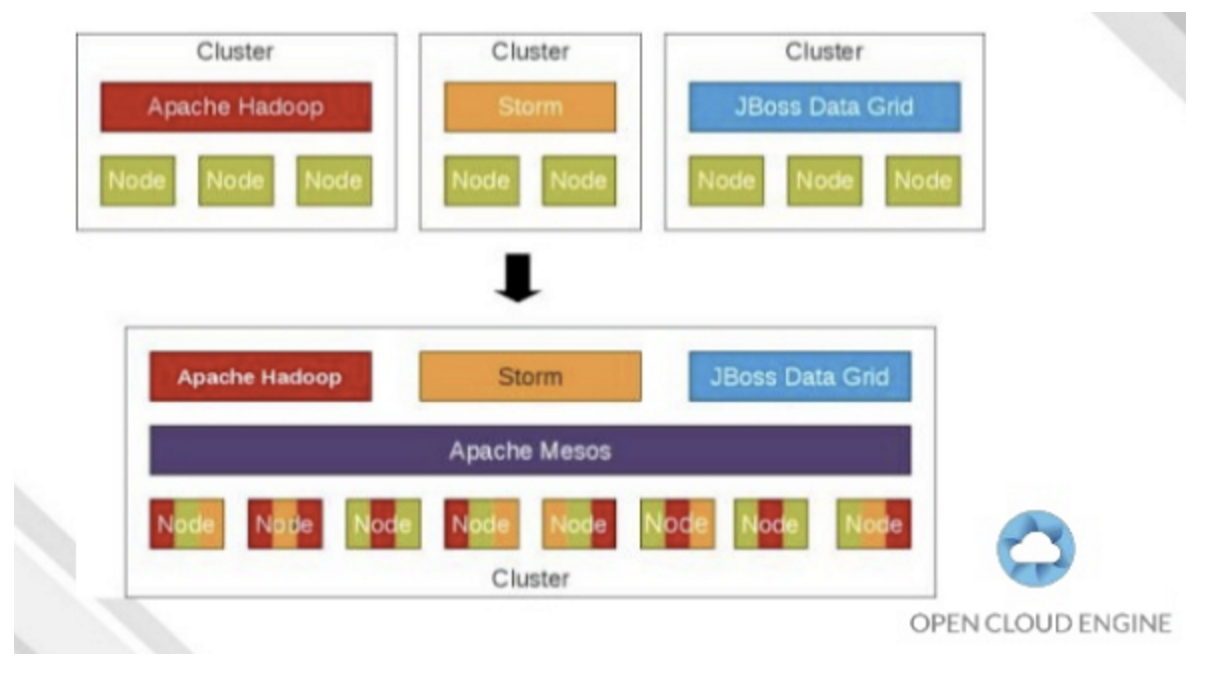 Cluster
Cluster
Cluster
Apache Hadoop
Storm
JBoss Data Grid
Node Node Node
Node Node
Node Node Node
Apache Hadoop
Storm
JBoss Data Grid
Apache Mesos
Node Node Node Node Node Node Node Node
Cluster
OPEN CLOUD ENGINE